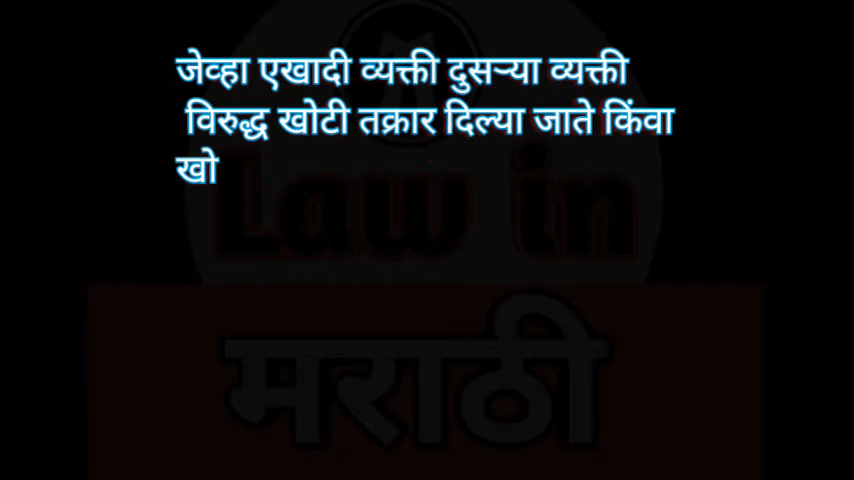 जेव्हा एखादी व्यक्ती दुसऱ्या व्यक्ती
विरुद्ध खोटी तक्रार दिल्या जाते किंवा
खो
Law in
मराठी